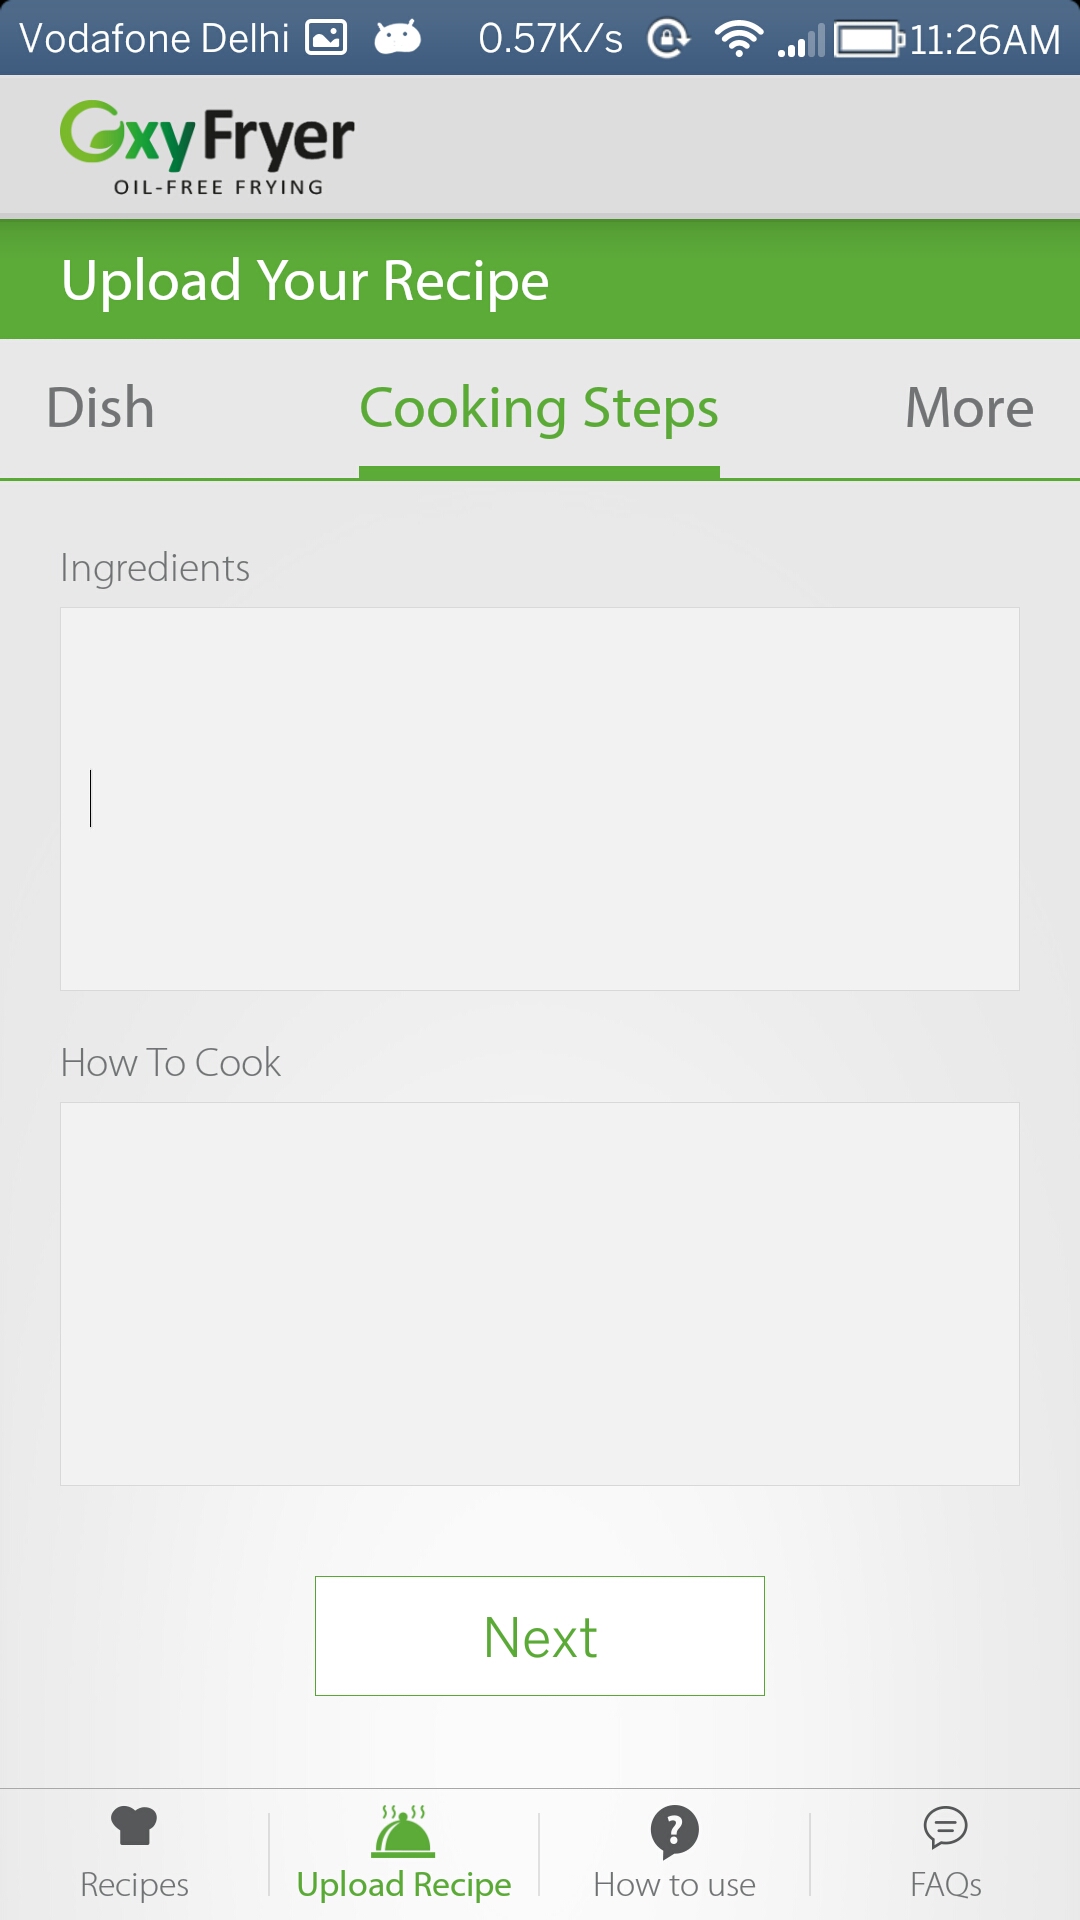 Vodafone Delhi 0.57K/s 11:26AM
OxyFryer
OIL-FREE FRYING
Upload Your Recipe
Dish Cooking Steps More
Ingredients
How To Cook
Next
Recipes Upload Recipe How to use FAQs